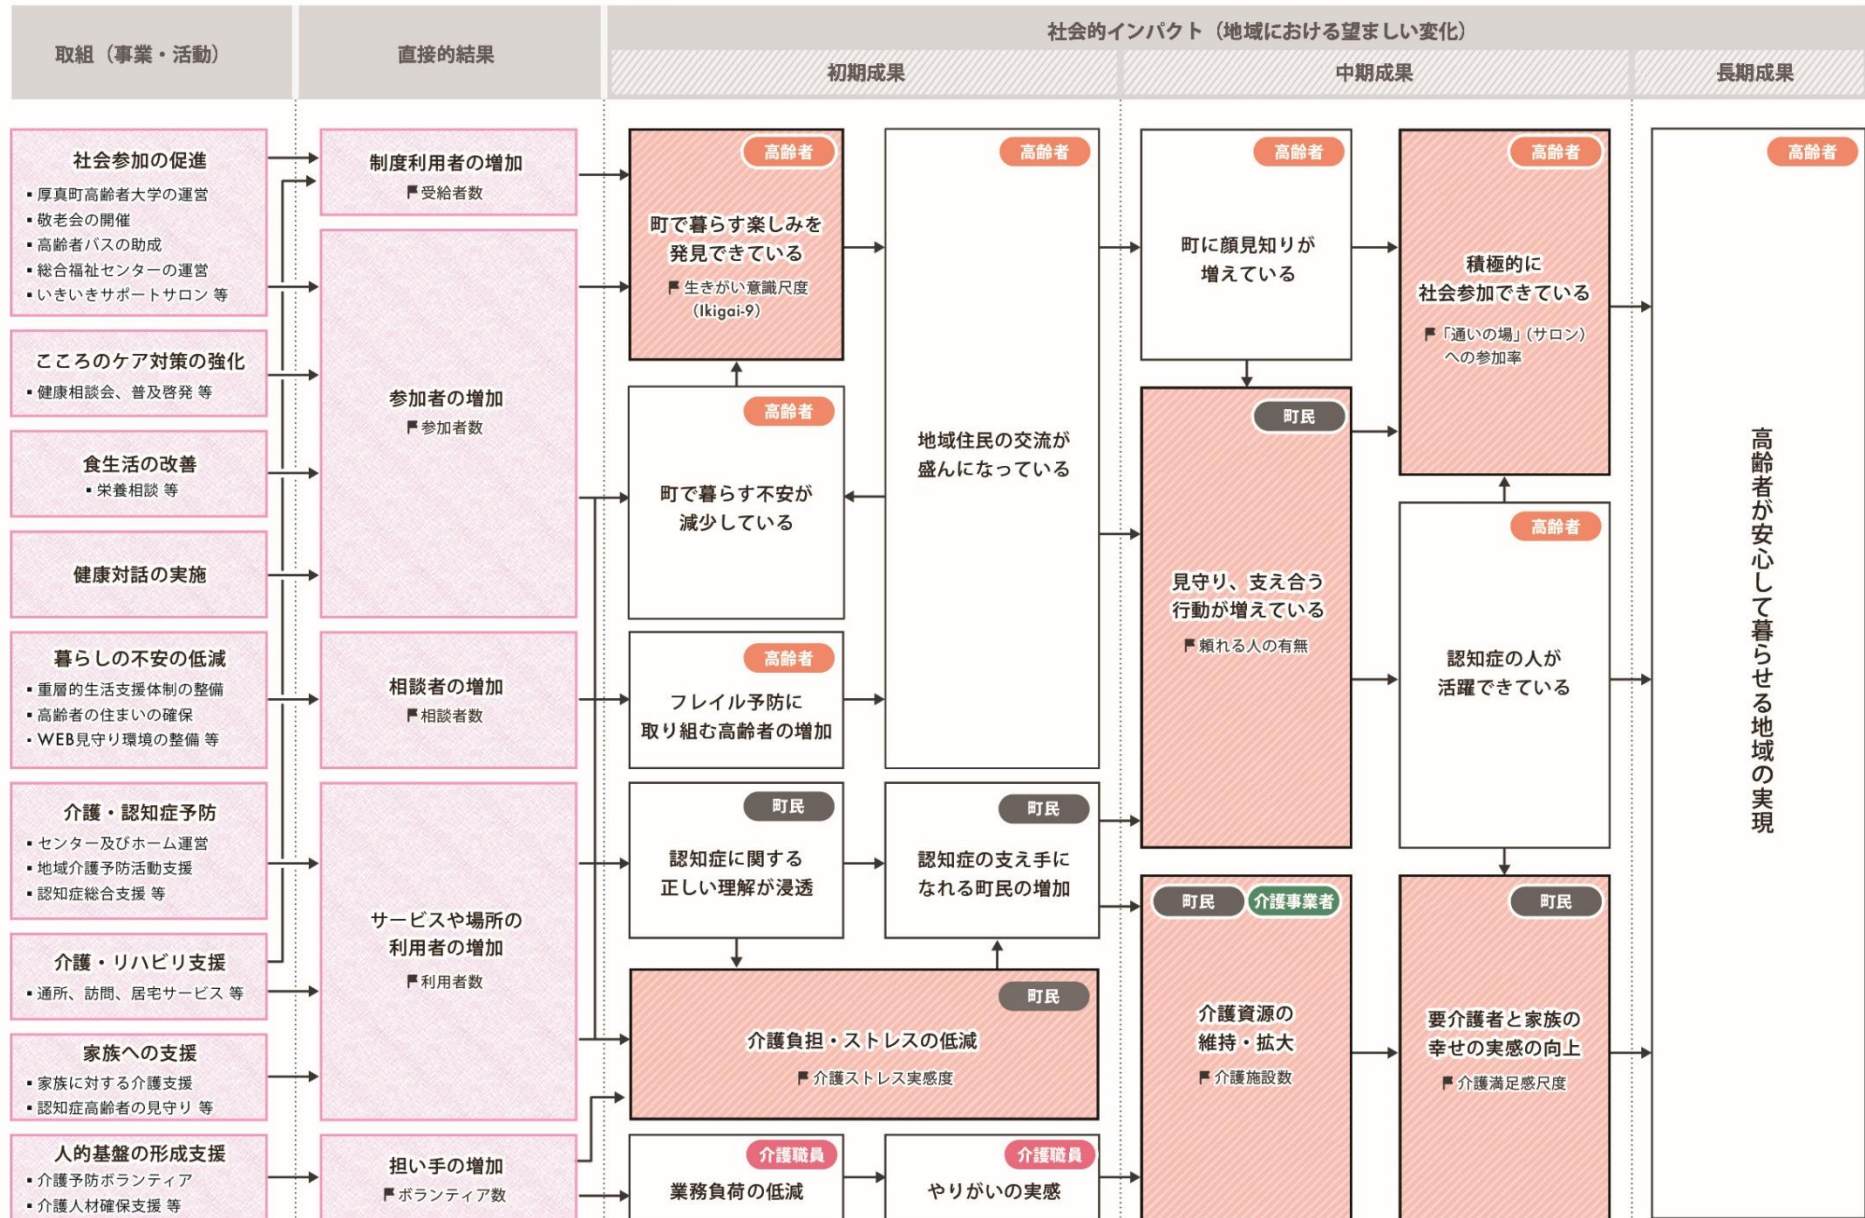 取組（事業・活動）
直接的結果
社会的インパクト（地域における望ましい変化）
初期成果
中期成果
長期成果
社会参加の促進
▪厚真町高齢者大学の運営
▪敬老会の開催
▪高齢者バスの助成
▪総合福祉センターの運営
▪いきいきサポートサロン 等
こころのケア対策の強化
▪健康相談会、普及啓発 等
食生活の改善
▪栄養相談 等
健康対話の実施
暮らしの不安の低減
▪重層的生活支援体制の整備
▪高齢者の住まいの確保
▪WEB見守り環境の整備 等
介護・認知症予防
▪センター及びホーム運営
▪地域介護予防活動支援
▪認知症総合支援 等
介護・リハビリ支援
▪通所、訪問、居宅サービス 等
家族への支援
▪家族に対する介護支援
▪認知症高齢者の見守り 等
人的基盤の形成支援
▪介護予防ボランティア
▪介護人材確保支援 等
制度利用者の増加
受給者数
参加者の増加
参加者数
相談者の増加
相談者数
サービスや場所の
利用者の増加
利用者数
担い手の増加
ボランティア数
高齢者
町で暮らす楽しみを
発見できている
生きがい意識尺度
（Ikigai-9）
高齢者
町で暮らす不安が
減少している
高齢者
フレイル予防に
取り組む高齢者の増加
町民
認知症に関する
正しい理解が浸透
町民
介護負担・ストレスの低減
介護ストレス実感度
介護職員
業務負荷の低減
高齢者
地域住民の交流が
盛んになっている
町民
認知症の支え手に
なれる町民の増加
介護職員
やりがいの実感
高齢者
町に顔見知りが
増えている
町民
見守り、支え合う
行動が増えている
頼れる人の有無
町民 介護事業者
介護資源の
維持・拡大
介護施設数
高齢者
積極的に
社会参加できている
「通いの場」（サロン）
への参加率
高齢者
認知症の人が
活躍できている
町民
要介護者と家族の
幸せの実感の向上
介護満足感尺度
高齢者
高齢者が安心して暮らせる地域の実現